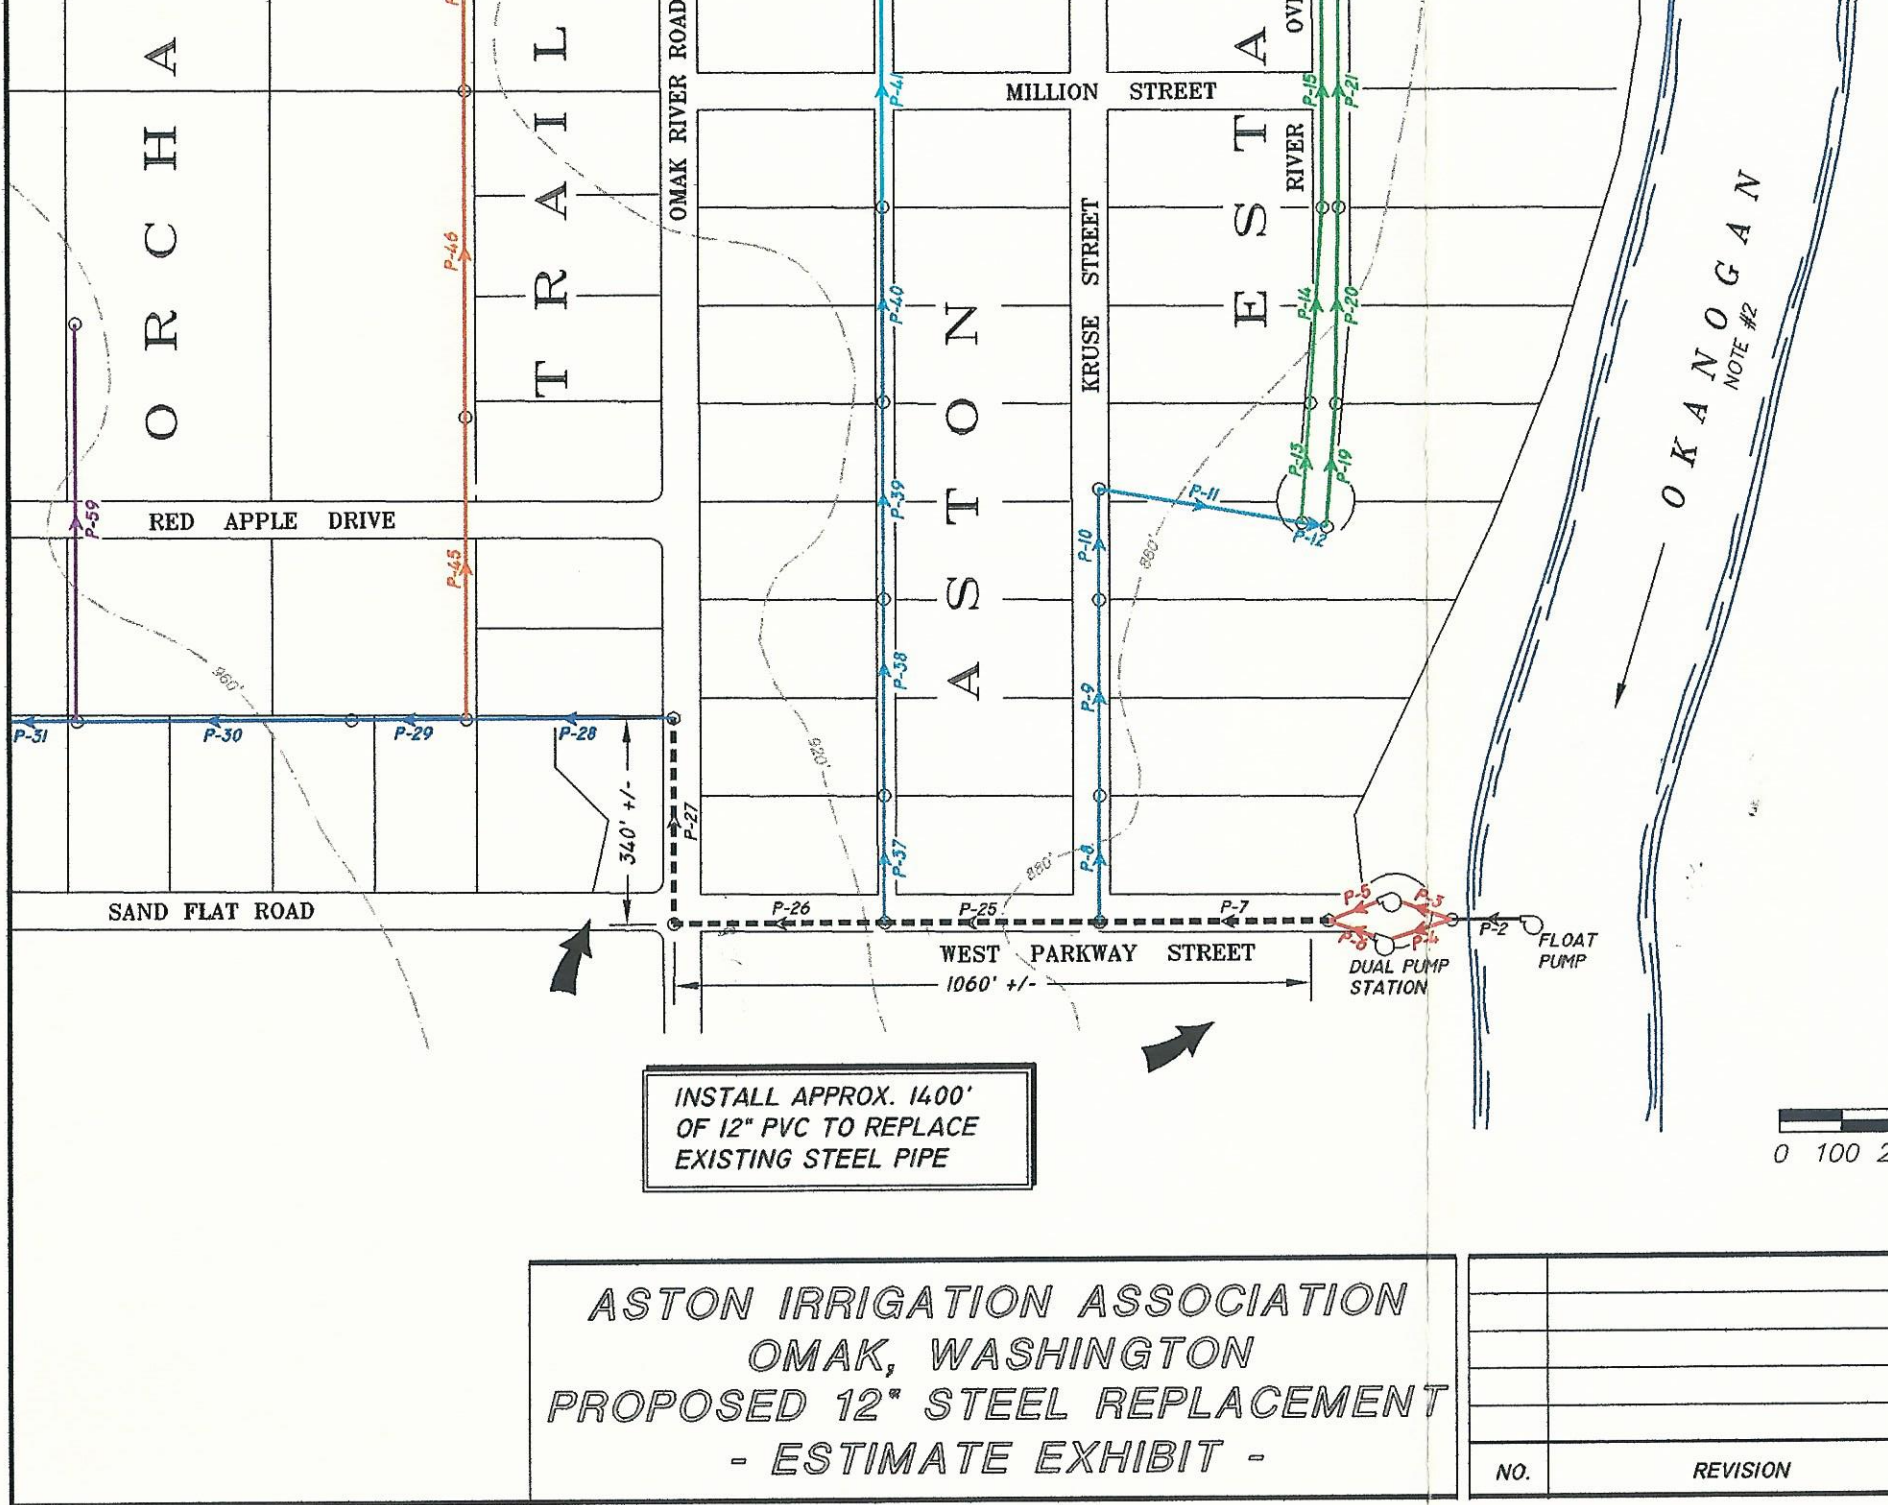 ORCHA
TRAIL
ASTON
ESTA
OMAK RIVER ROAD
MILLION STREET
KRUSE STREET
RIVER
OKANOGAN
NOTE #2
RED APPLE DRIVE
SAND FLAT ROAD
WEST PARKWAY STREET
P-41
P-15
P-21
P-46
P-40
P-14
P-20
P-59
P-39
P-13
P-19
P-11
P-12
P-10
P-45
880'
960'
P-38
P-9
P-31
P-30
P-29
P-28
920'
340' +/-
P-27
P-37
P-8
880'
P-26
P-25
P-7
P-5
P-3
P-6
P-4
P-2
FLOAT
PUMP
DUAL PUMP
STATION
1060' +/-
INSTALL APPROX. 1400'
OF 12" PVC TO REPLACE
EXISTING STEEL PIPE
0 100
ASTON IRRIGATION ASSOCIATION
OMAK, WASHINGTON
PROPOSED 12" STEEL REPLACEMENT
- ESTIMATE EXHIBIT -
NO. REVISION